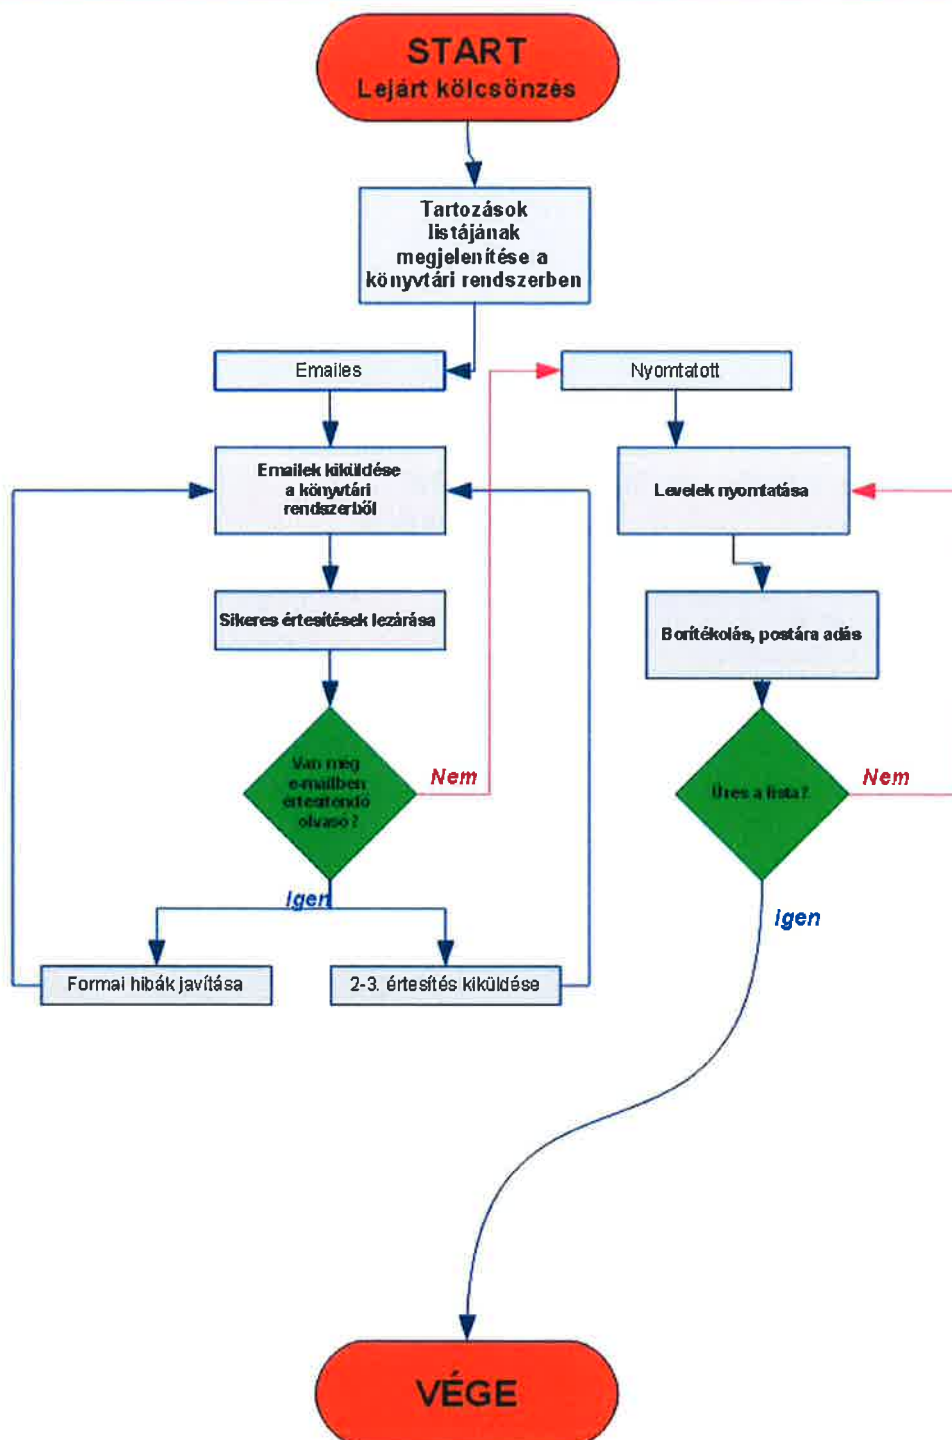 START
Lejárt kölcsönzés
Tartozások
listájának
megjelenítése a
könyvtári rendszerben
Emailes
Nyomtatott
Emailek kiküldése
a könyvtári
rendszerből
Levelek nyomtatása
Sikeres értesítések lezárása
Borítékolás, postára adás
Van még
e-mailben
értesítendő
olvasó?
Nem
Üres a lista?
Nem
Igen
Igen
Formai hibák javítása
2-3. értesítés kiküldése
VÉGE